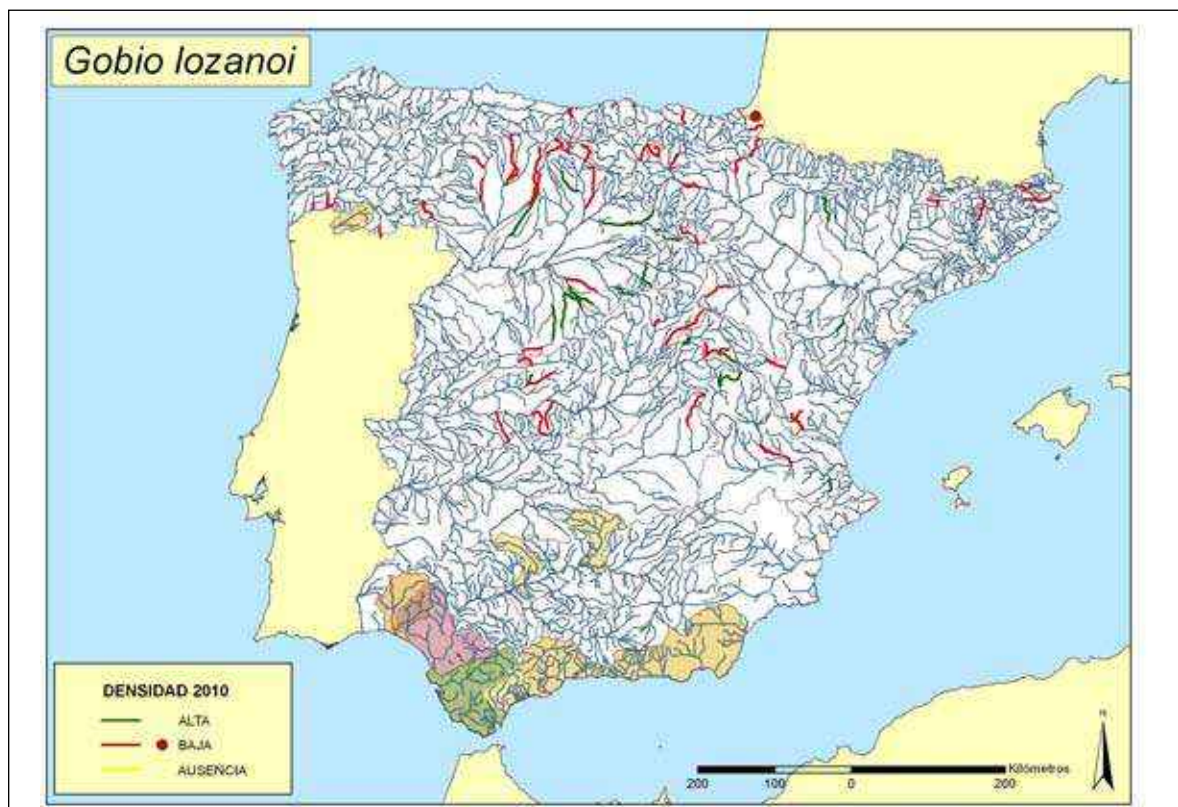 Gobio lozanoi
DENSIDAD 2010
ALTA
BAJA
AUSENCIA
N
Kilómetros
200 100 0 200